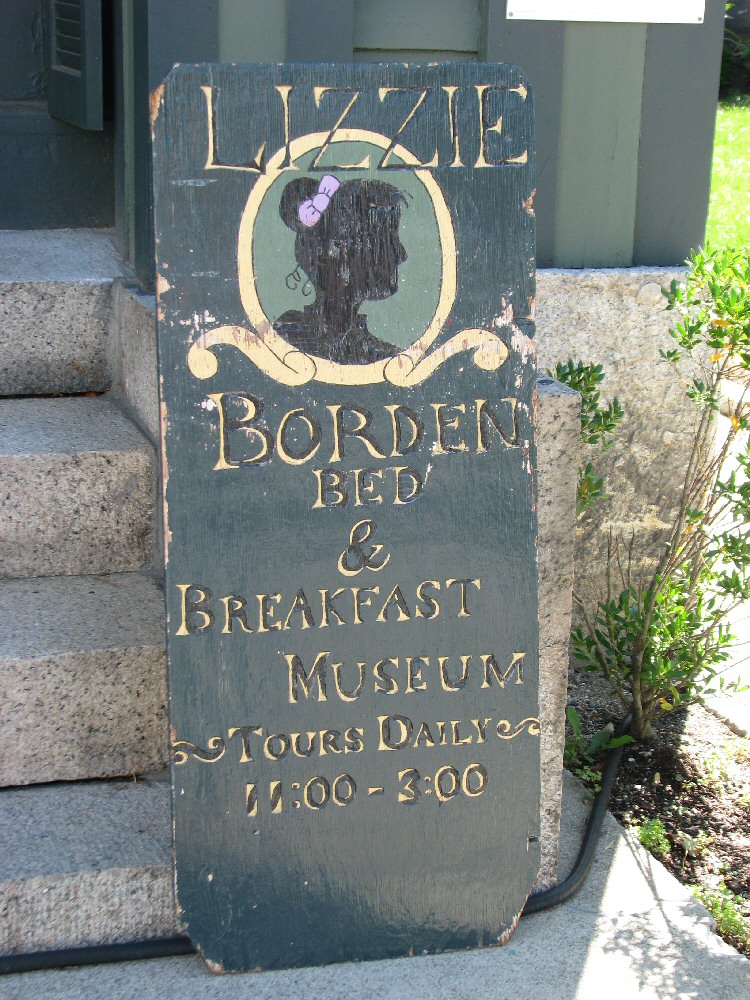 LIZZIE
BORDEN
BED
&
BREAKFAST
MUSEUM
~TOURS DAILY~
11:00 - 3:00